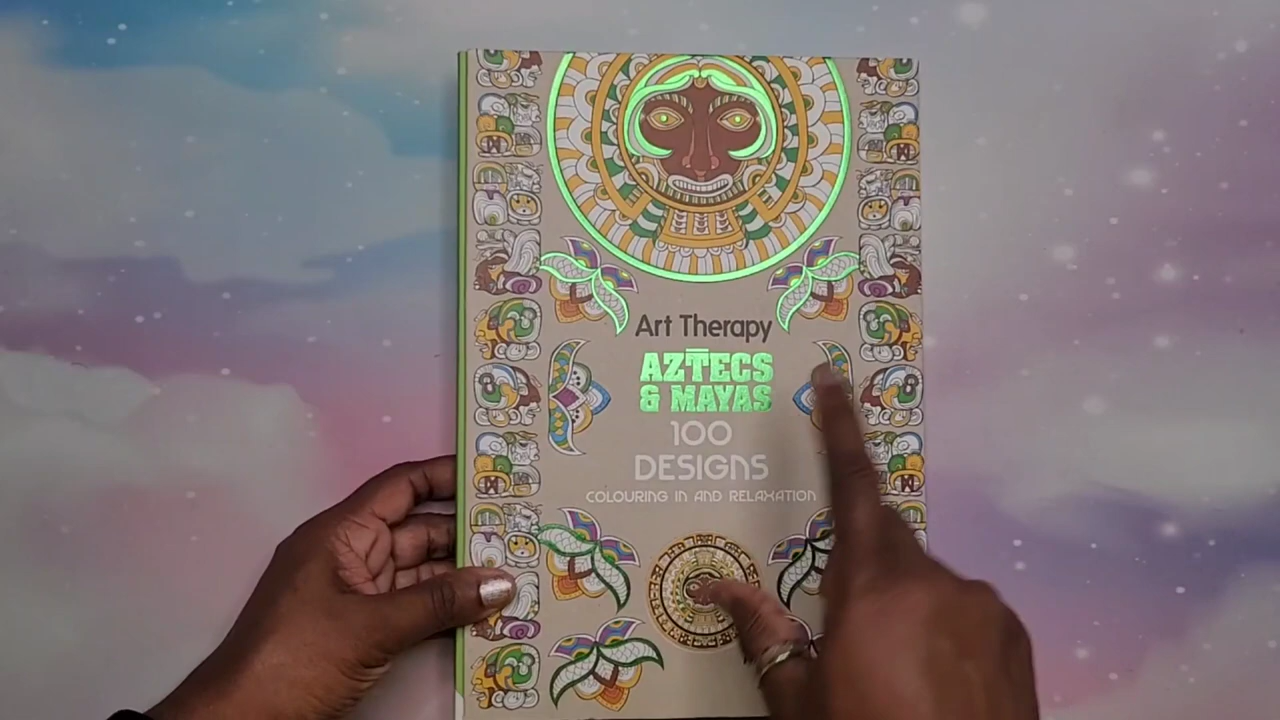 Art Therapy
AZTECS
& MAYAS
100
DESIGNS
COLOURING IN AND RELAXATION